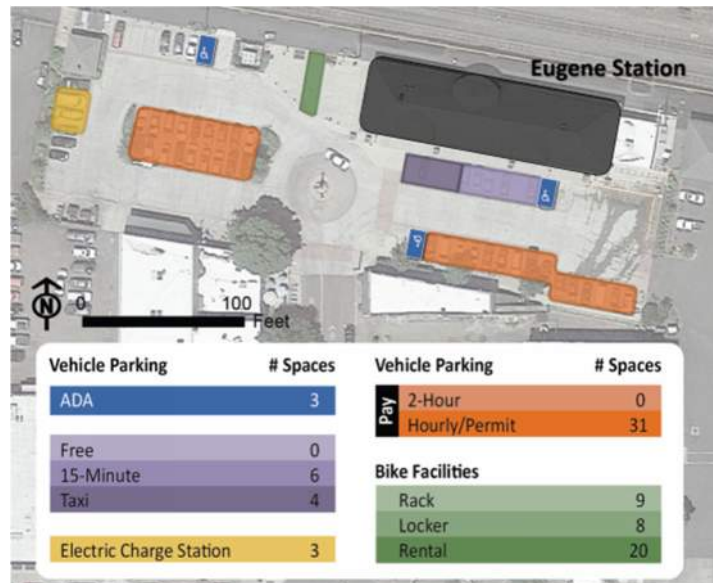 Eugene Station
N
0 100
Feet
Vehicle Parking # Spaces
ADA 3
Free 0
15-Minute 6
Taxi 4
Electric Charge Station 3
Vehicle Parking # Spaces
Pay
2-Hour 0
Hourly/Permit 31
Bike Facilities
Rack 9
Locker 8
Rental 20